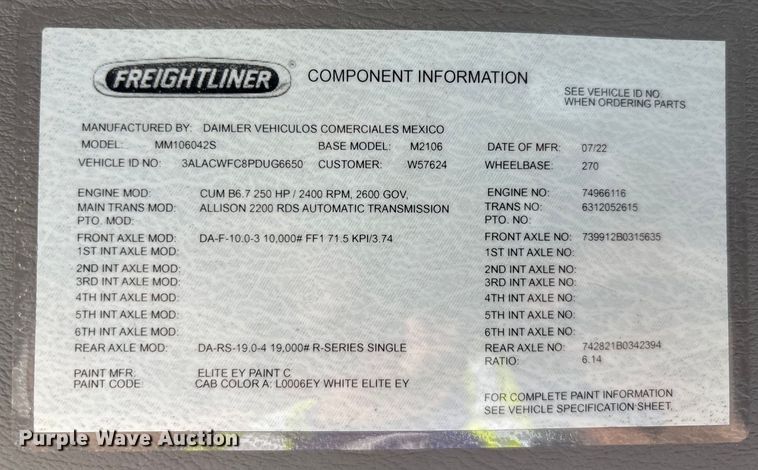 FREIGHTLINER ® COMPONENT INFORMATION
SEE VEHICLE ID NO.
WHEN ORDERING PARTS
MANUFACTURED BY: DAIMLER VEHICULOS COMERCIALES MEXICO
MODEL: MM106042S BASE MODEL: M2106 DATE OF MFR: 07/22
VEHICLE ID NO: 3ALACWFC8PDUG6650 CUSTOMER: W57624 WHEELBASE: 270
ENGINE MOD: CUM B6.7 250 HP / 2400 RPM, 2600 GOV, ENGINE NO: 74966116
MAIN TRANS MOD: ALLISON 2200 RDS AUTOMATIC TRANSMISSION TRANS NO: 6312052615
PTO. MOD: PTO. NO:
FRONT AXLE MOD: DA-F-10.0-3 10,000# FF1 71.5 KPI/3.74 FRONT AXLE NO: 739912B0315635
1ST INT AXLE MOD: 1ST INT AXLE NO:
2ND INT AXLE MOD: 2ND INT AXLE NO:
3RD INT AXLE MOD: 3RD INT AXLE NO:
4TH INT AXLE MOD: 4TH INT AXLE NO:
5TH INT AXLE MOD: 5TH INT AXLE NO:
6TH INT AXLE MOD: 6TH INT AXLE NO:
REAR AXLE MOD: DA-RS-19.0-4 19,000# R-SERIES SINGLE REAR AXLE NO: 742821B0342394
RATIO: 6.14
PAINT MFR. ELITE EY PAINT C
PAINT CODE: CAB COLOR A: L0006EY WHITE ELITE EY
FOR COMPLETE PAINT INFORMATION
SEE VEHICLE SPECIFICATION SHEET.
Purple Wave Auction